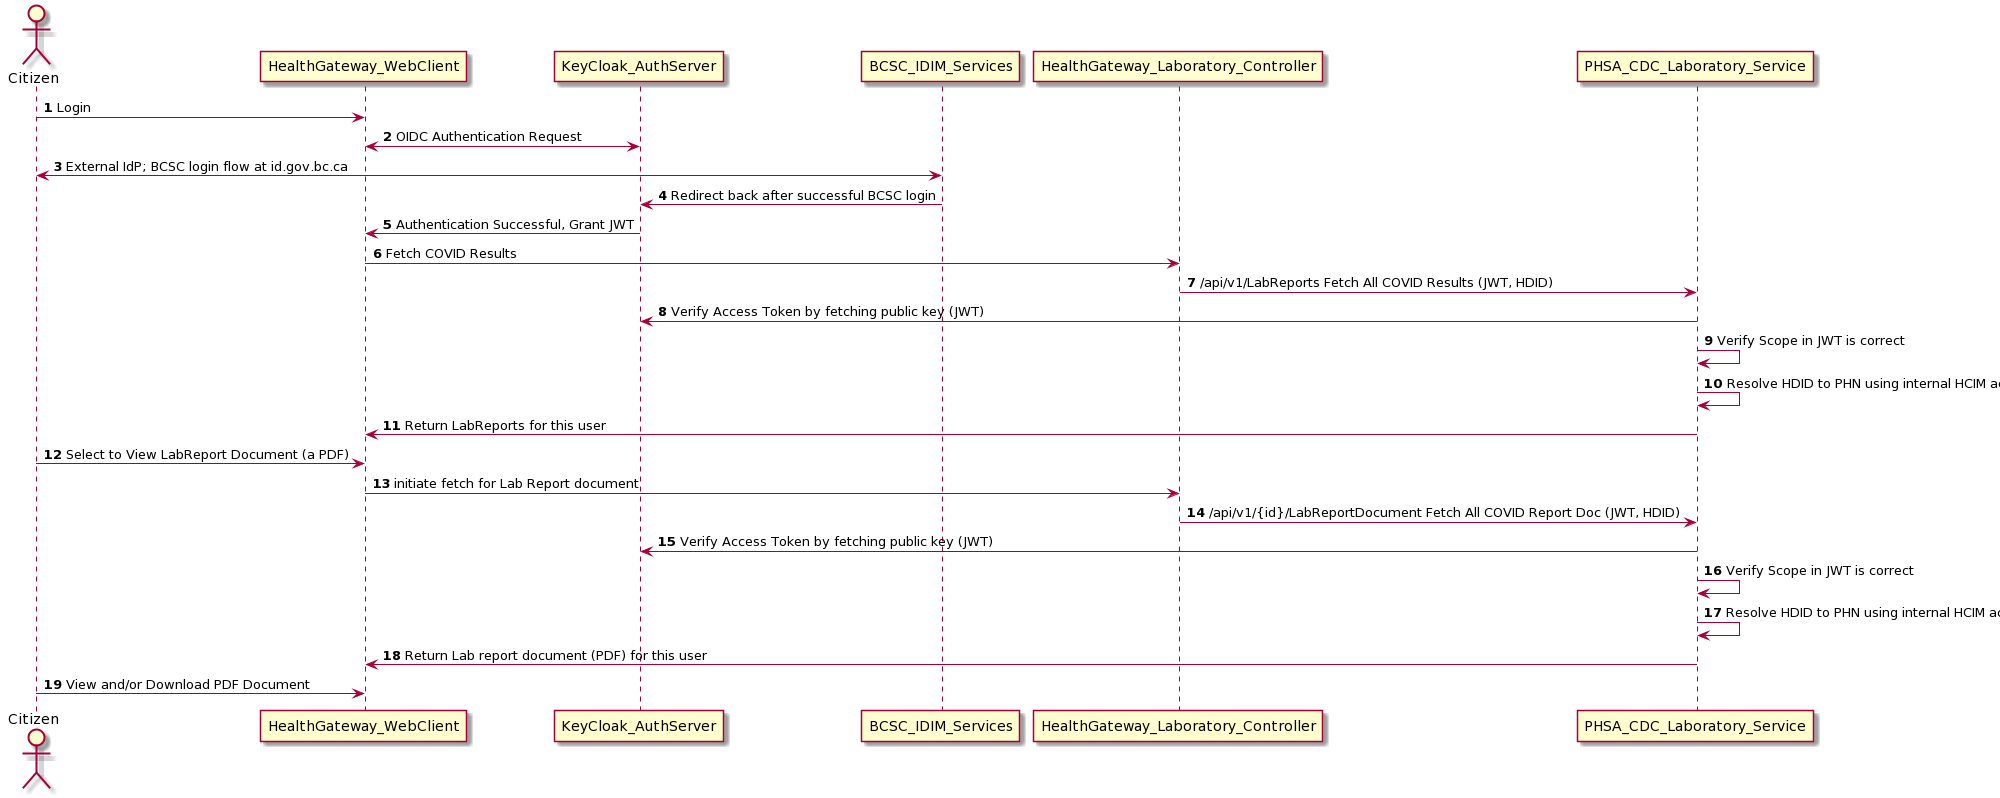 Citizen
HealthGateway_WebClient
KeyCloak_AuthServer
BCSC_IDIM_Services
HealthGateway_Laboratory_Controller
PHSA_CDC_Laboratory_Service
1 Login
2 OIDC Authentication Request
3 External IdP; BCSC login flow at id.gov.bc.ca
4 Redirect back after successful BCSC login
5 Authentication Successful, Grant JWT
6 Fetch COVID Results
7 /api/v1/LabReports Fetch All COVID Results (JWT, HDID)
8 Verify Access Token by fetching public key (JWT)
9 Verify Scope in JWT is correct
10 Resolve HDID to PHN using internal HCIM
11 Return LabReports for this user
12 Select to View LabReport Document (a PDF)
13 initiate fetch for Lab Report document
14 /api/v1/{id}/LabReportDocument Fetch All COVID Report Doc (JWT, HDID)
15 Verify Access Token by fetching public key (JWT)
16 Verify Scope in JWT is correct
17 Resolve HDID to PHN using internal HCIM
18 Return Lab report document (PDF) for this user
19 View and/or Download PDF Document
Citizen
HealthGateway_WebClient
KeyCloak_AuthServer
BCSC_IDIM_Services
HealthGateway_Laboratory_Controller
PHSA_CDC_Laboratory_Service